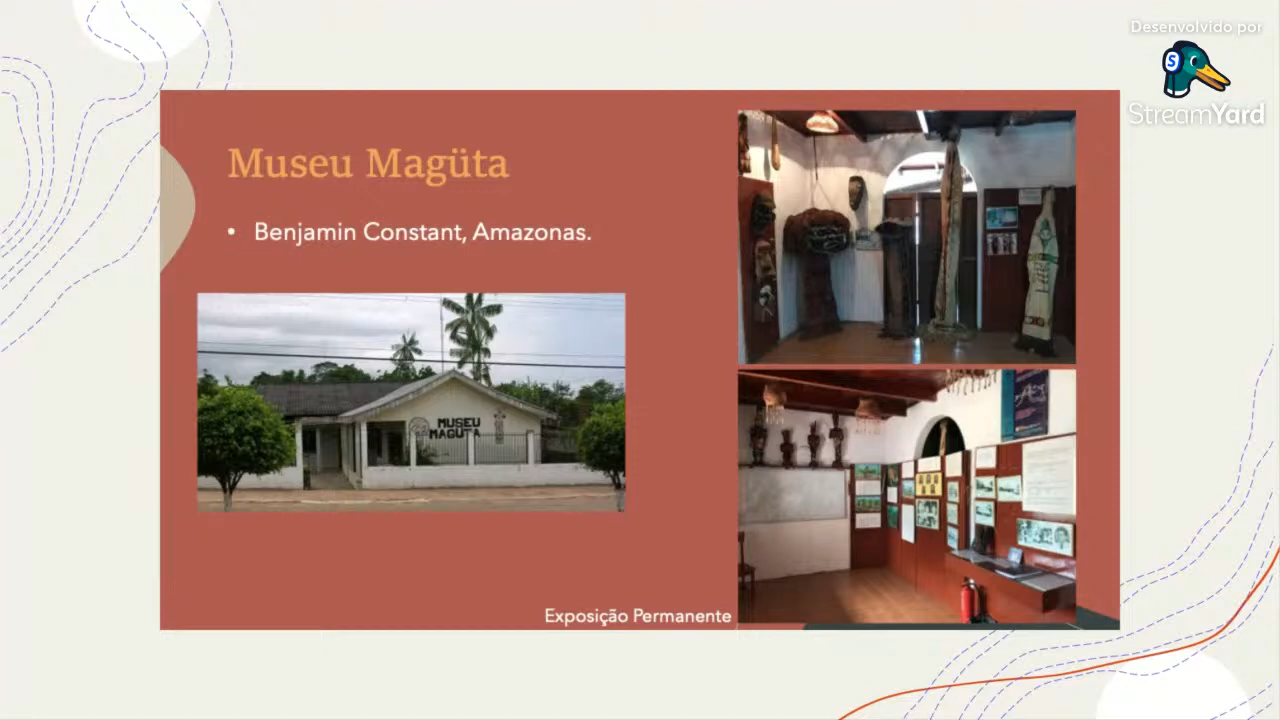 Desenvolvido por
StreamYard
Museu Magüta
• Benjamin Constant, Amazonas.
MUSEU
MAGÜTA
Exposição Permanente